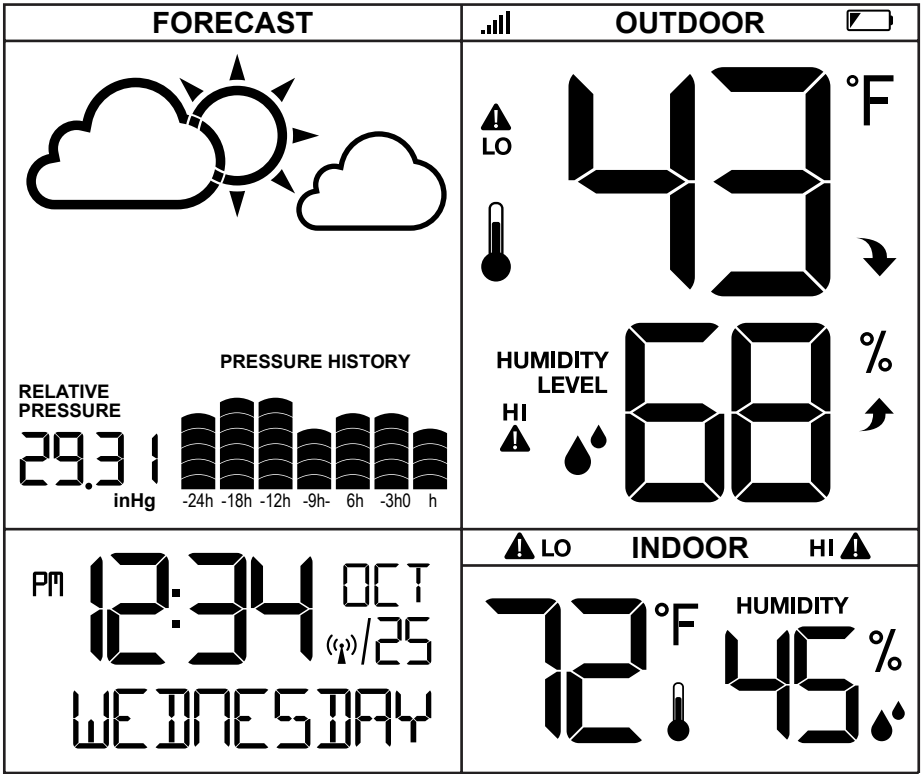 FORECAST
RELATIVE
PRESSURE
29.31
inHg
PRESSURE HISTORY
-24h -18h -12h -9h- 6h -3h0 h
OUTDOOR
LO
43 °F
HUMIDITY
LEVEL
HI
68 %
PM 12:34 OCT
/25
WEDNESDAY
LO INDOOR HI
72 °F
HUMIDITY
45 %